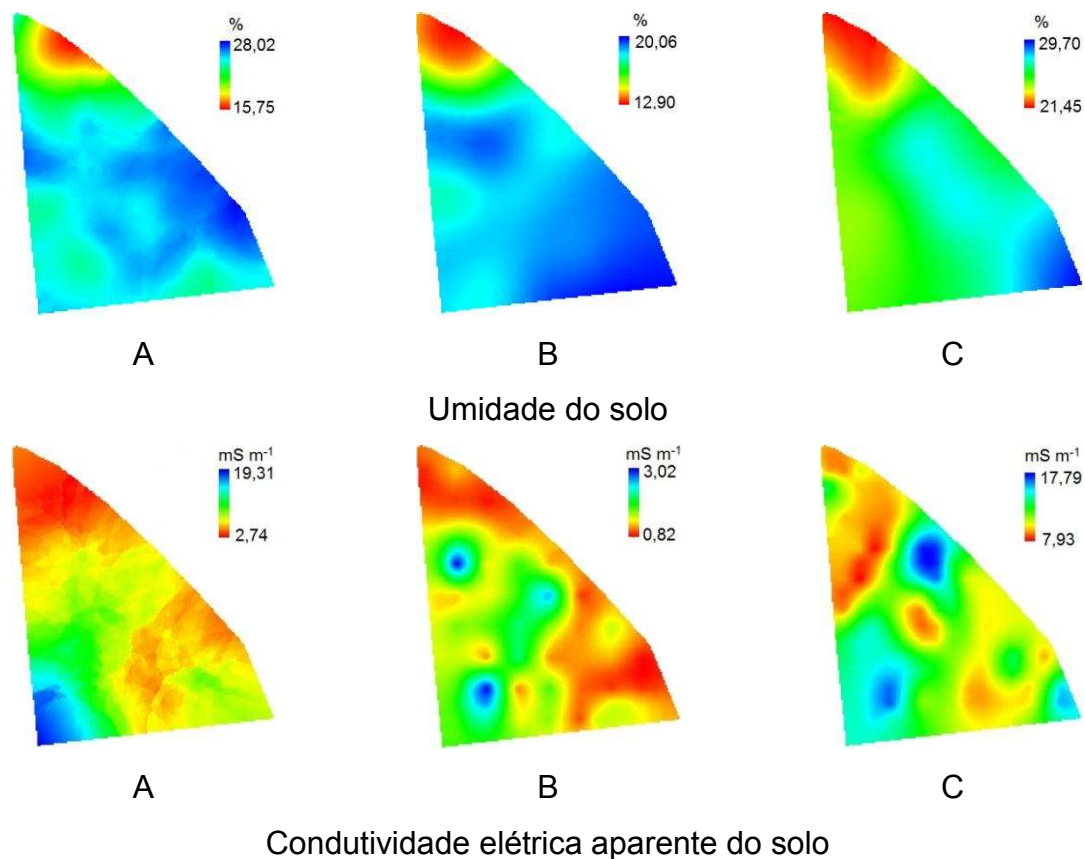 %
28,02
15,75
%
20,06
12,90
%
29,70
21,45
A
B
C
Umidade do solo
mS m⁻¹
19,31
2,74
mS m⁻¹
3,02
0,82
mS m⁻¹
17,79
7,93
A
B
C
Condutividade elétrica aparente do solo